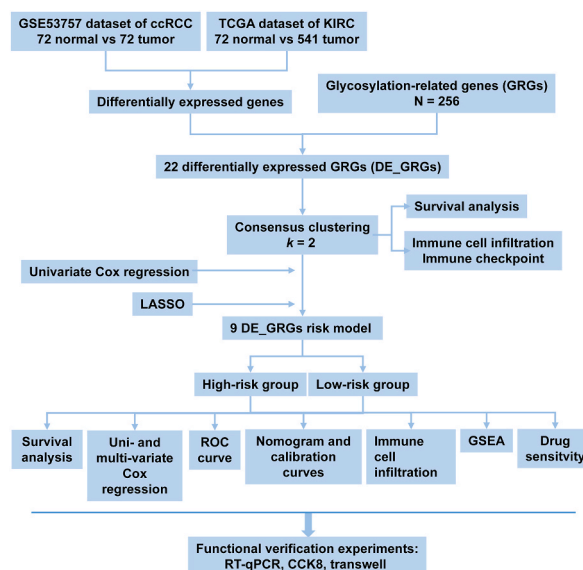 GSE53757 dataset of ccRCC
72 normal vs 72 tumor
TCGA dataset of KIRC
72 normal vs 541 tumor
Differentially expressed genes
Glycosylation-related genes (GRGs)
N = 256
22 differentially expressed GRGs (DE_GRGs)
Consensus clustering
k = 2
Survival analysis
Immune cell infiltration
Immune checkpoint
Univariate Cox regression
LASSO
9 DE_GRGs risk model
High-risk group
Low-risk group
Survival
analysis
Uni- and
multi-variate
Cox
regression
ROC
curve
Nomogram and
calibration
curves
Immune
cell
infiltration
GSEA
Drug
sensitvity
Functional verification experiments:
RT-qPCR, CCK8, transwell